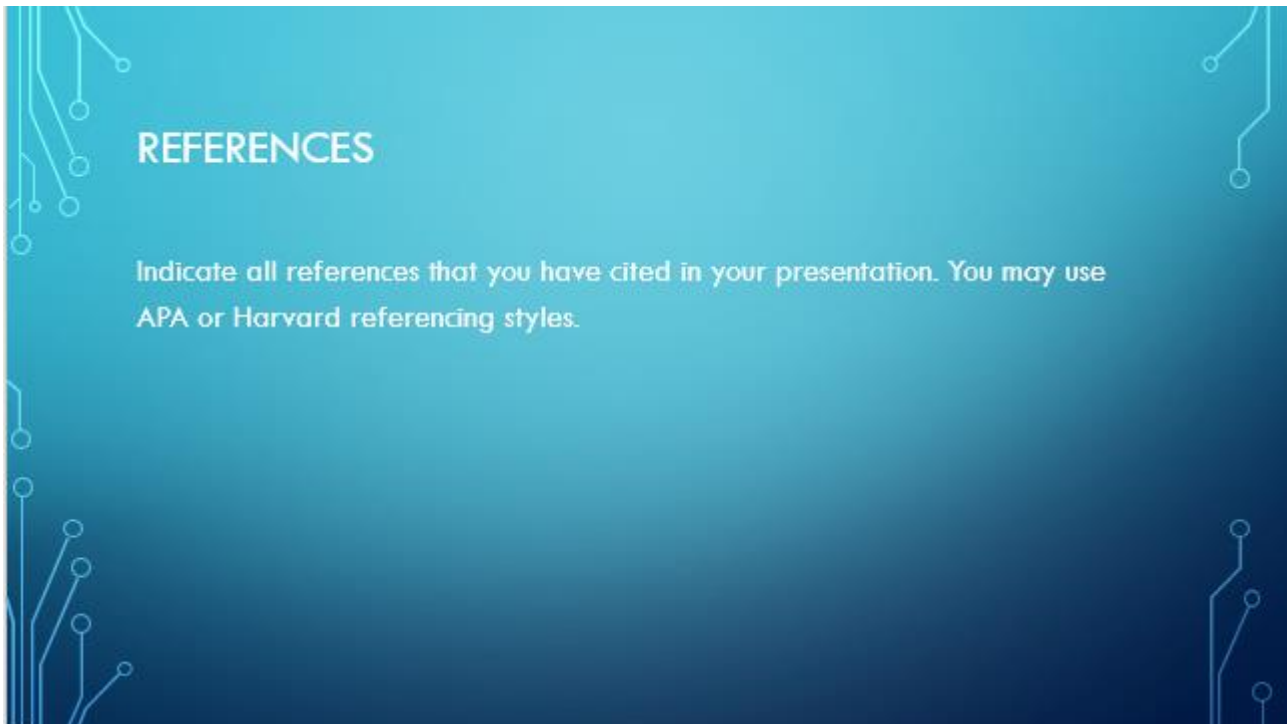 REFERENCES
Indicate all references that you have cited in your presentation. You may use
APA or Harvard referencing styles.